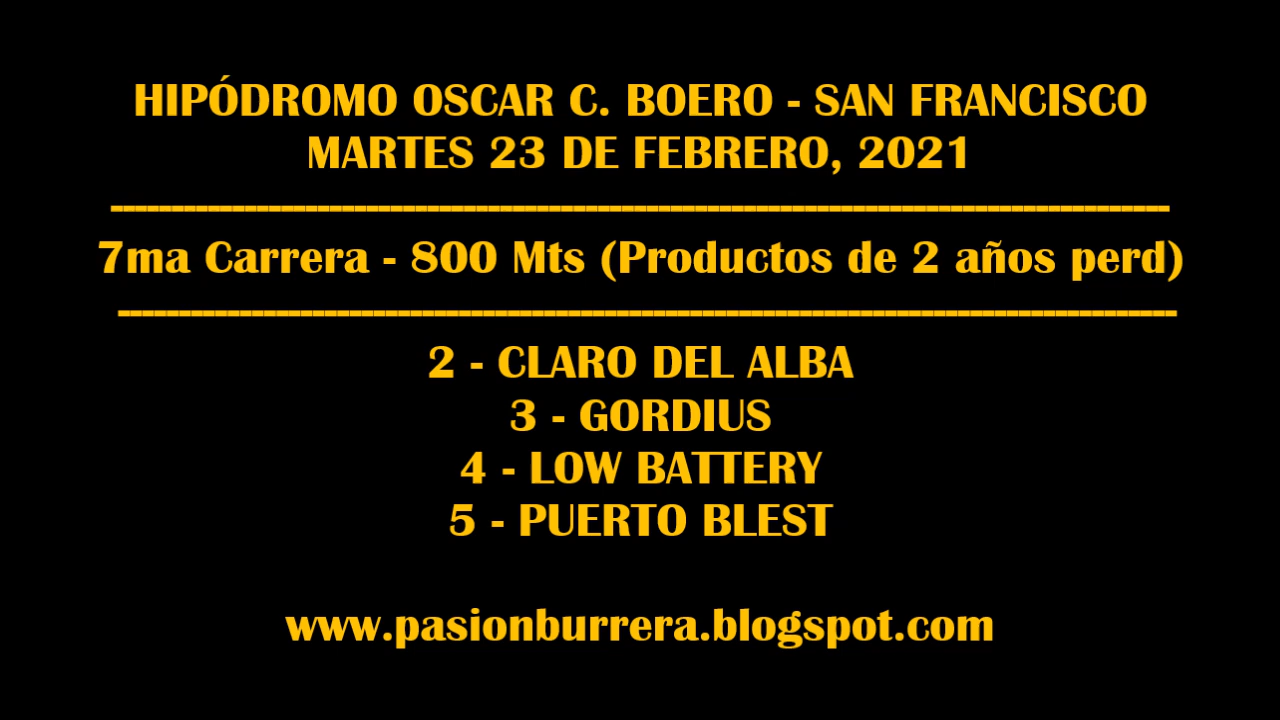 HIPÓDROMO OSCAR C. BOERO - SAN FRANCISCO
MARTES 23 DE FEBRERO, 2021
7ma Carrera - 800 Mts (Productos de 2 años perd)
2 - CLARO DEL ALBA
3 - GORDIUS
4 - LOW BATTERY
5 - PUERTO BLEST
www.pasionburrera.blogspot.com